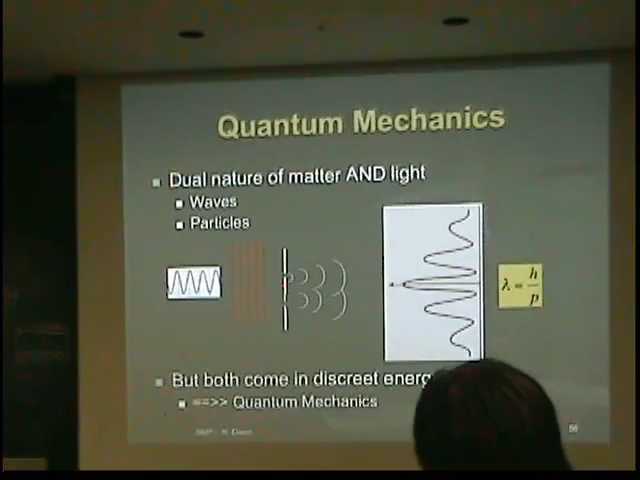 Quantum Mechanics
Dual nature of matter AND light
Waves
Particles
λ = h/p
But both come in discreet energ
==>> Quantum Mechanics
56